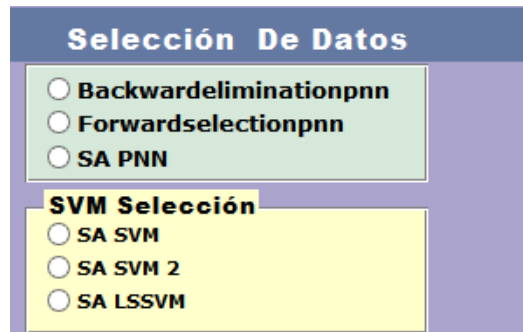 Selección De Datos
Backwardeliminationpnn
Forwardselectionpnn
SA PNN
SVM Selección
SA SVM
SA SVM 2
SA LSSVM